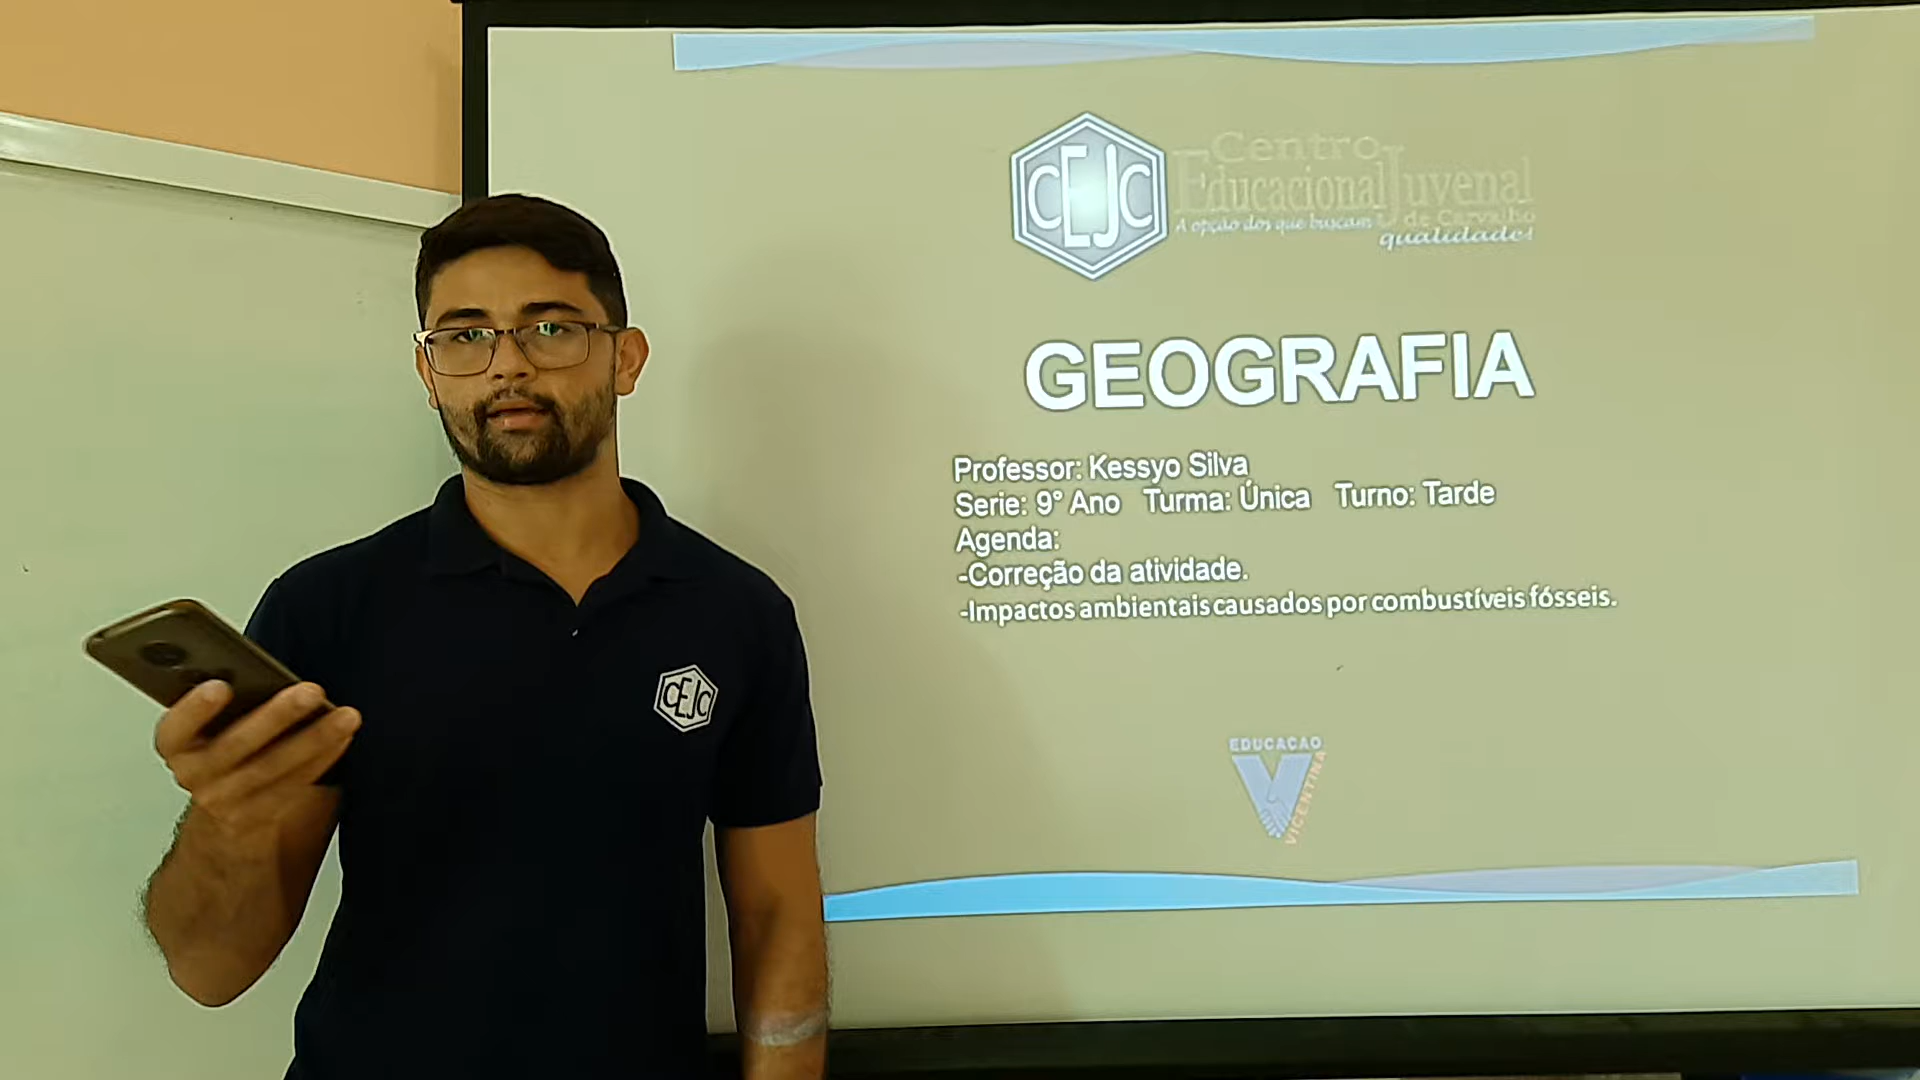 CEJC
Centro
Educacional Juvenal
de Carvalho
A opção dos que buscam
qualidade!
GEOGRAFIA
Professor: Kessyo Silva
Serie: 9° Ano Turma: Única Turno: Tarde
Agenda:
-Correção da atividade.
-Impactos ambientais causados por combustíveis fósseis.
CEJC
EDUCACAO
VICENTINA